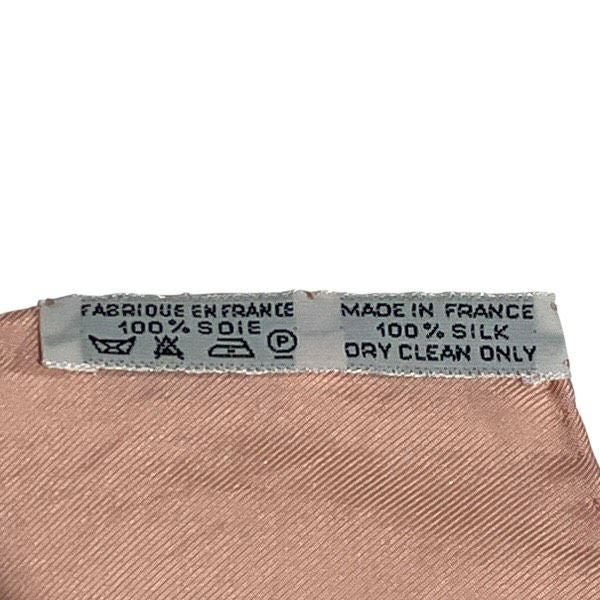 FABRIQUE EN FRANCE
100% SOIE
P
MADE IN FRANCE
100% SILK
DRY CLEAN ONLY